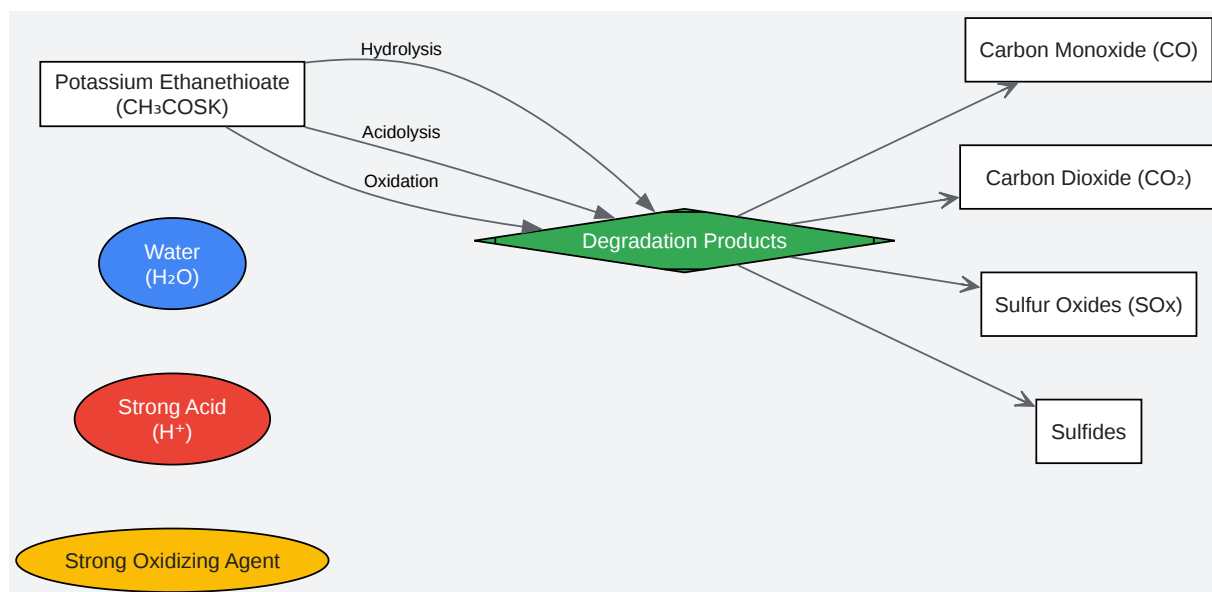 Potassium Ethanethioate
(CH₃COSK)
Hydrolysis
Acidolysis
Oxidation
Water
(H₂O)
Strong Acid
(H⁺)
Strong Oxidizing Agent
Degradation Products
Carbon Monoxide (CO)
Carbon Dioxide (CO₂)
Sulfur Oxides (SOx)
Sulfides